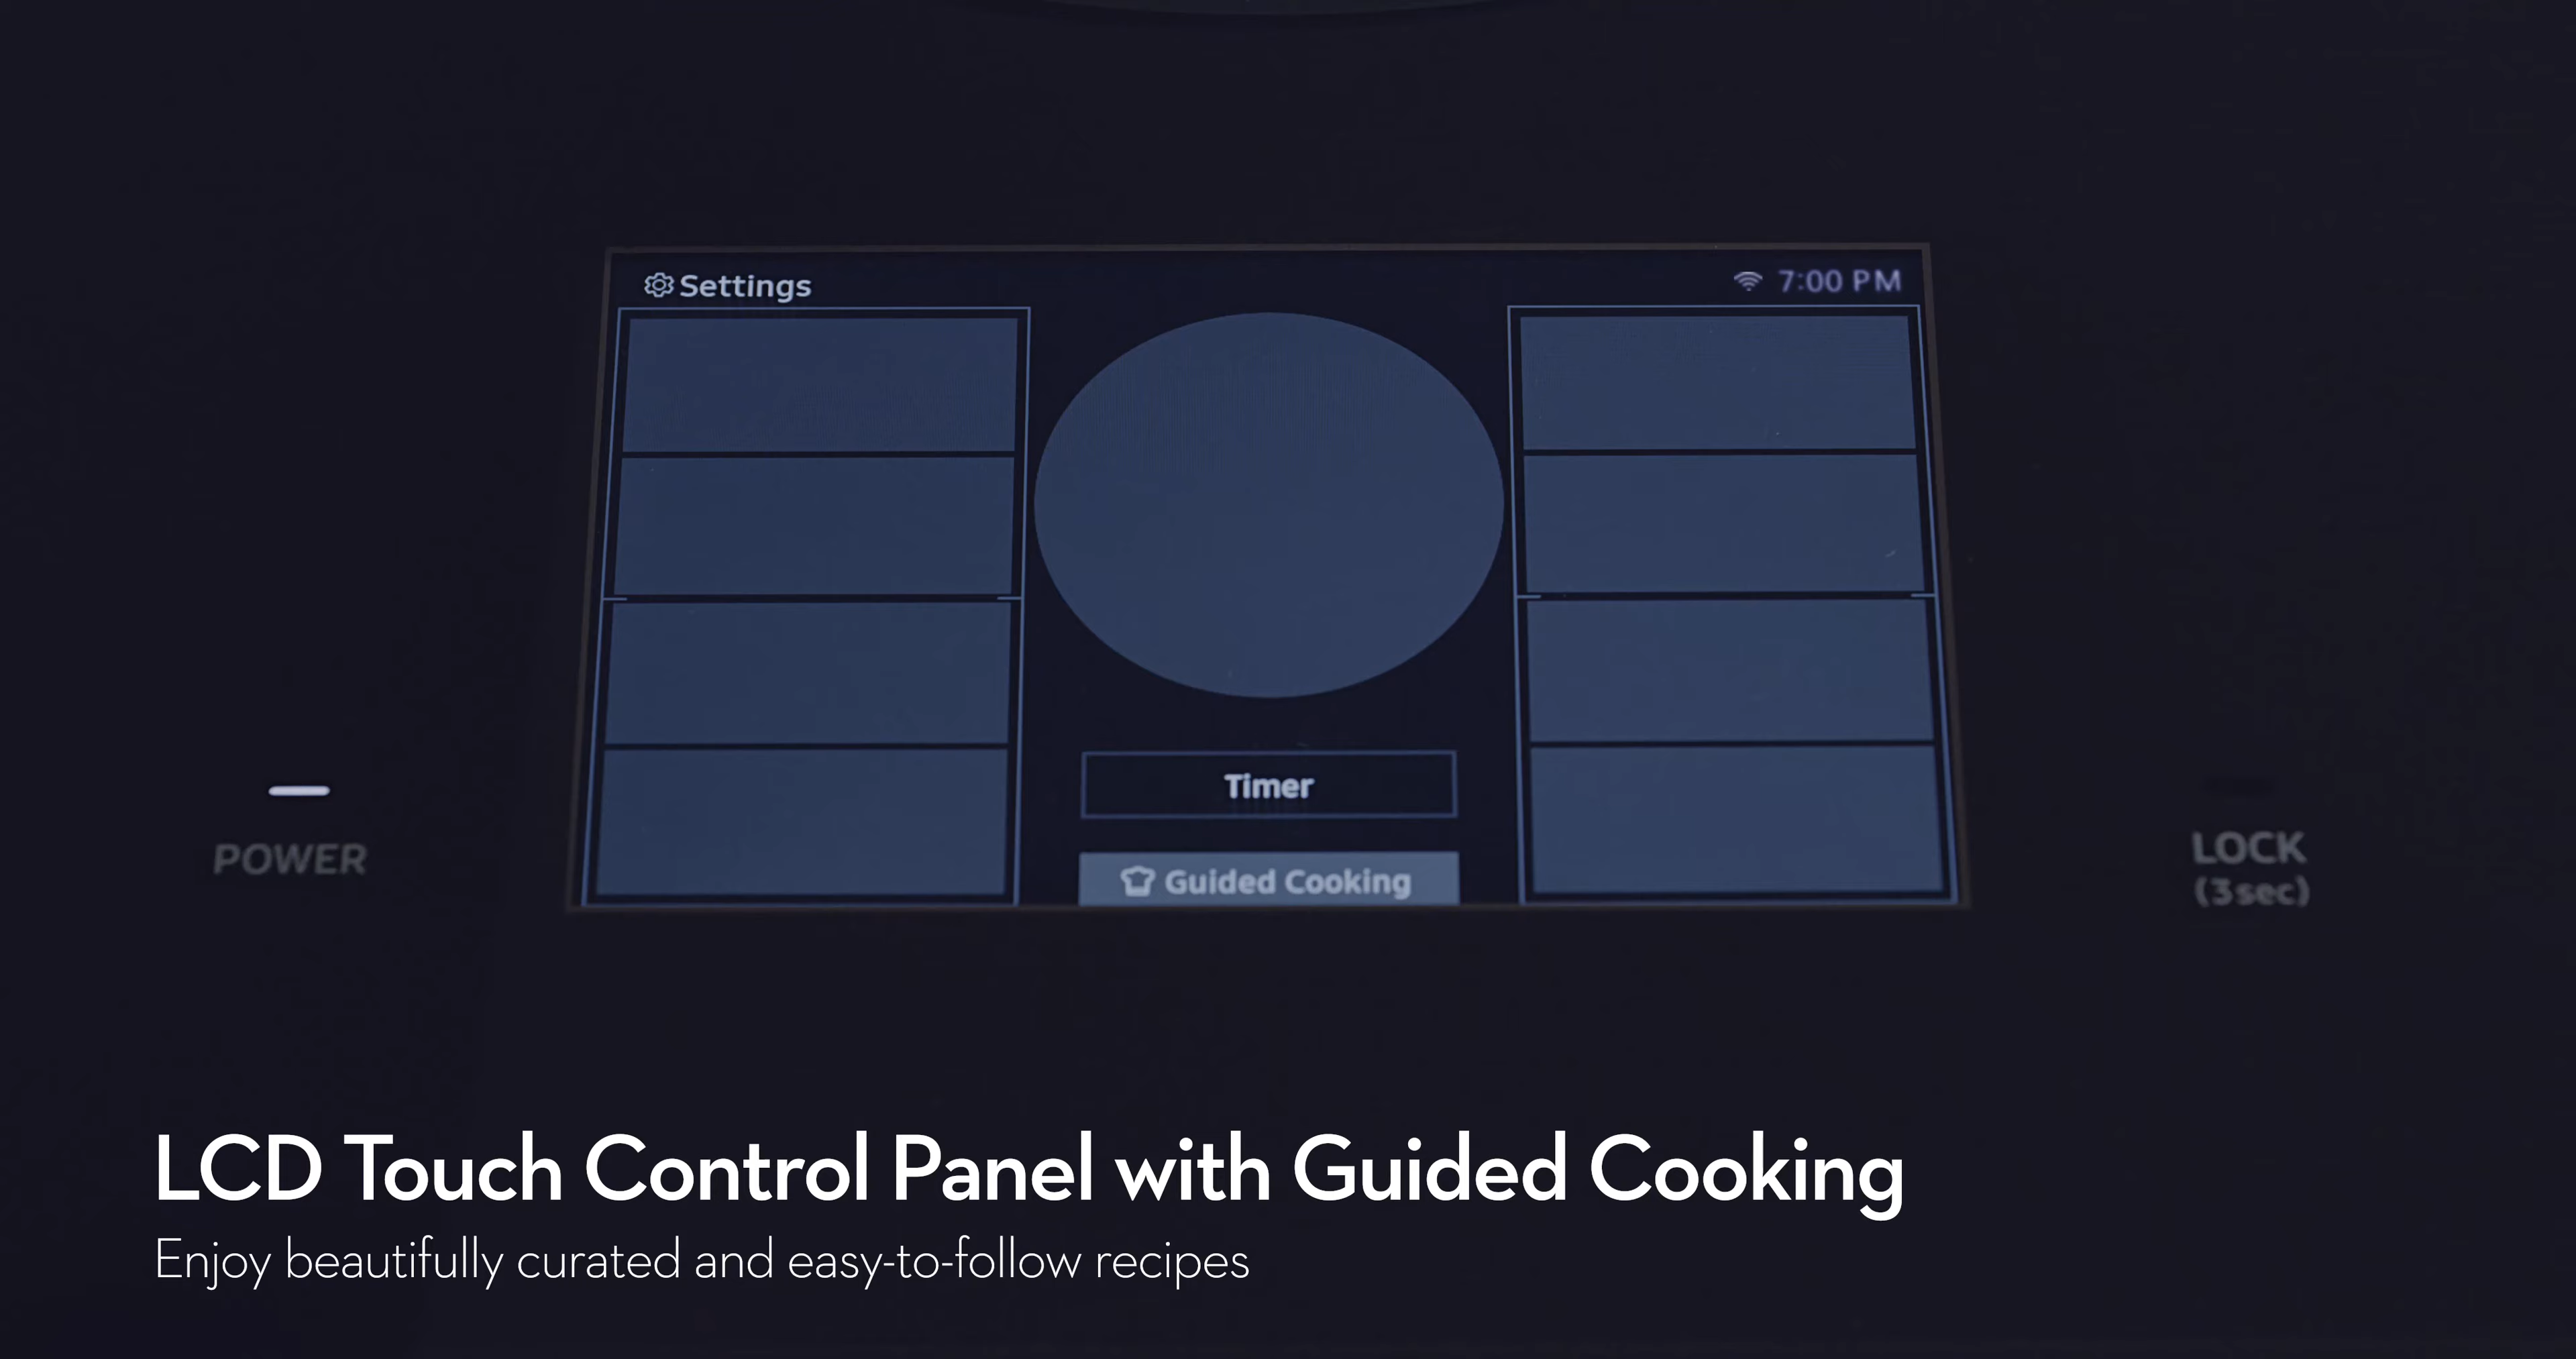 Settings
7:00 PM
Timer
Guided Cooking
POWER
LOCK
(3sec)
LCD Touch Control Panel with Guided Cooking
Enjoy beautifully curated and easy-to-follow recipes